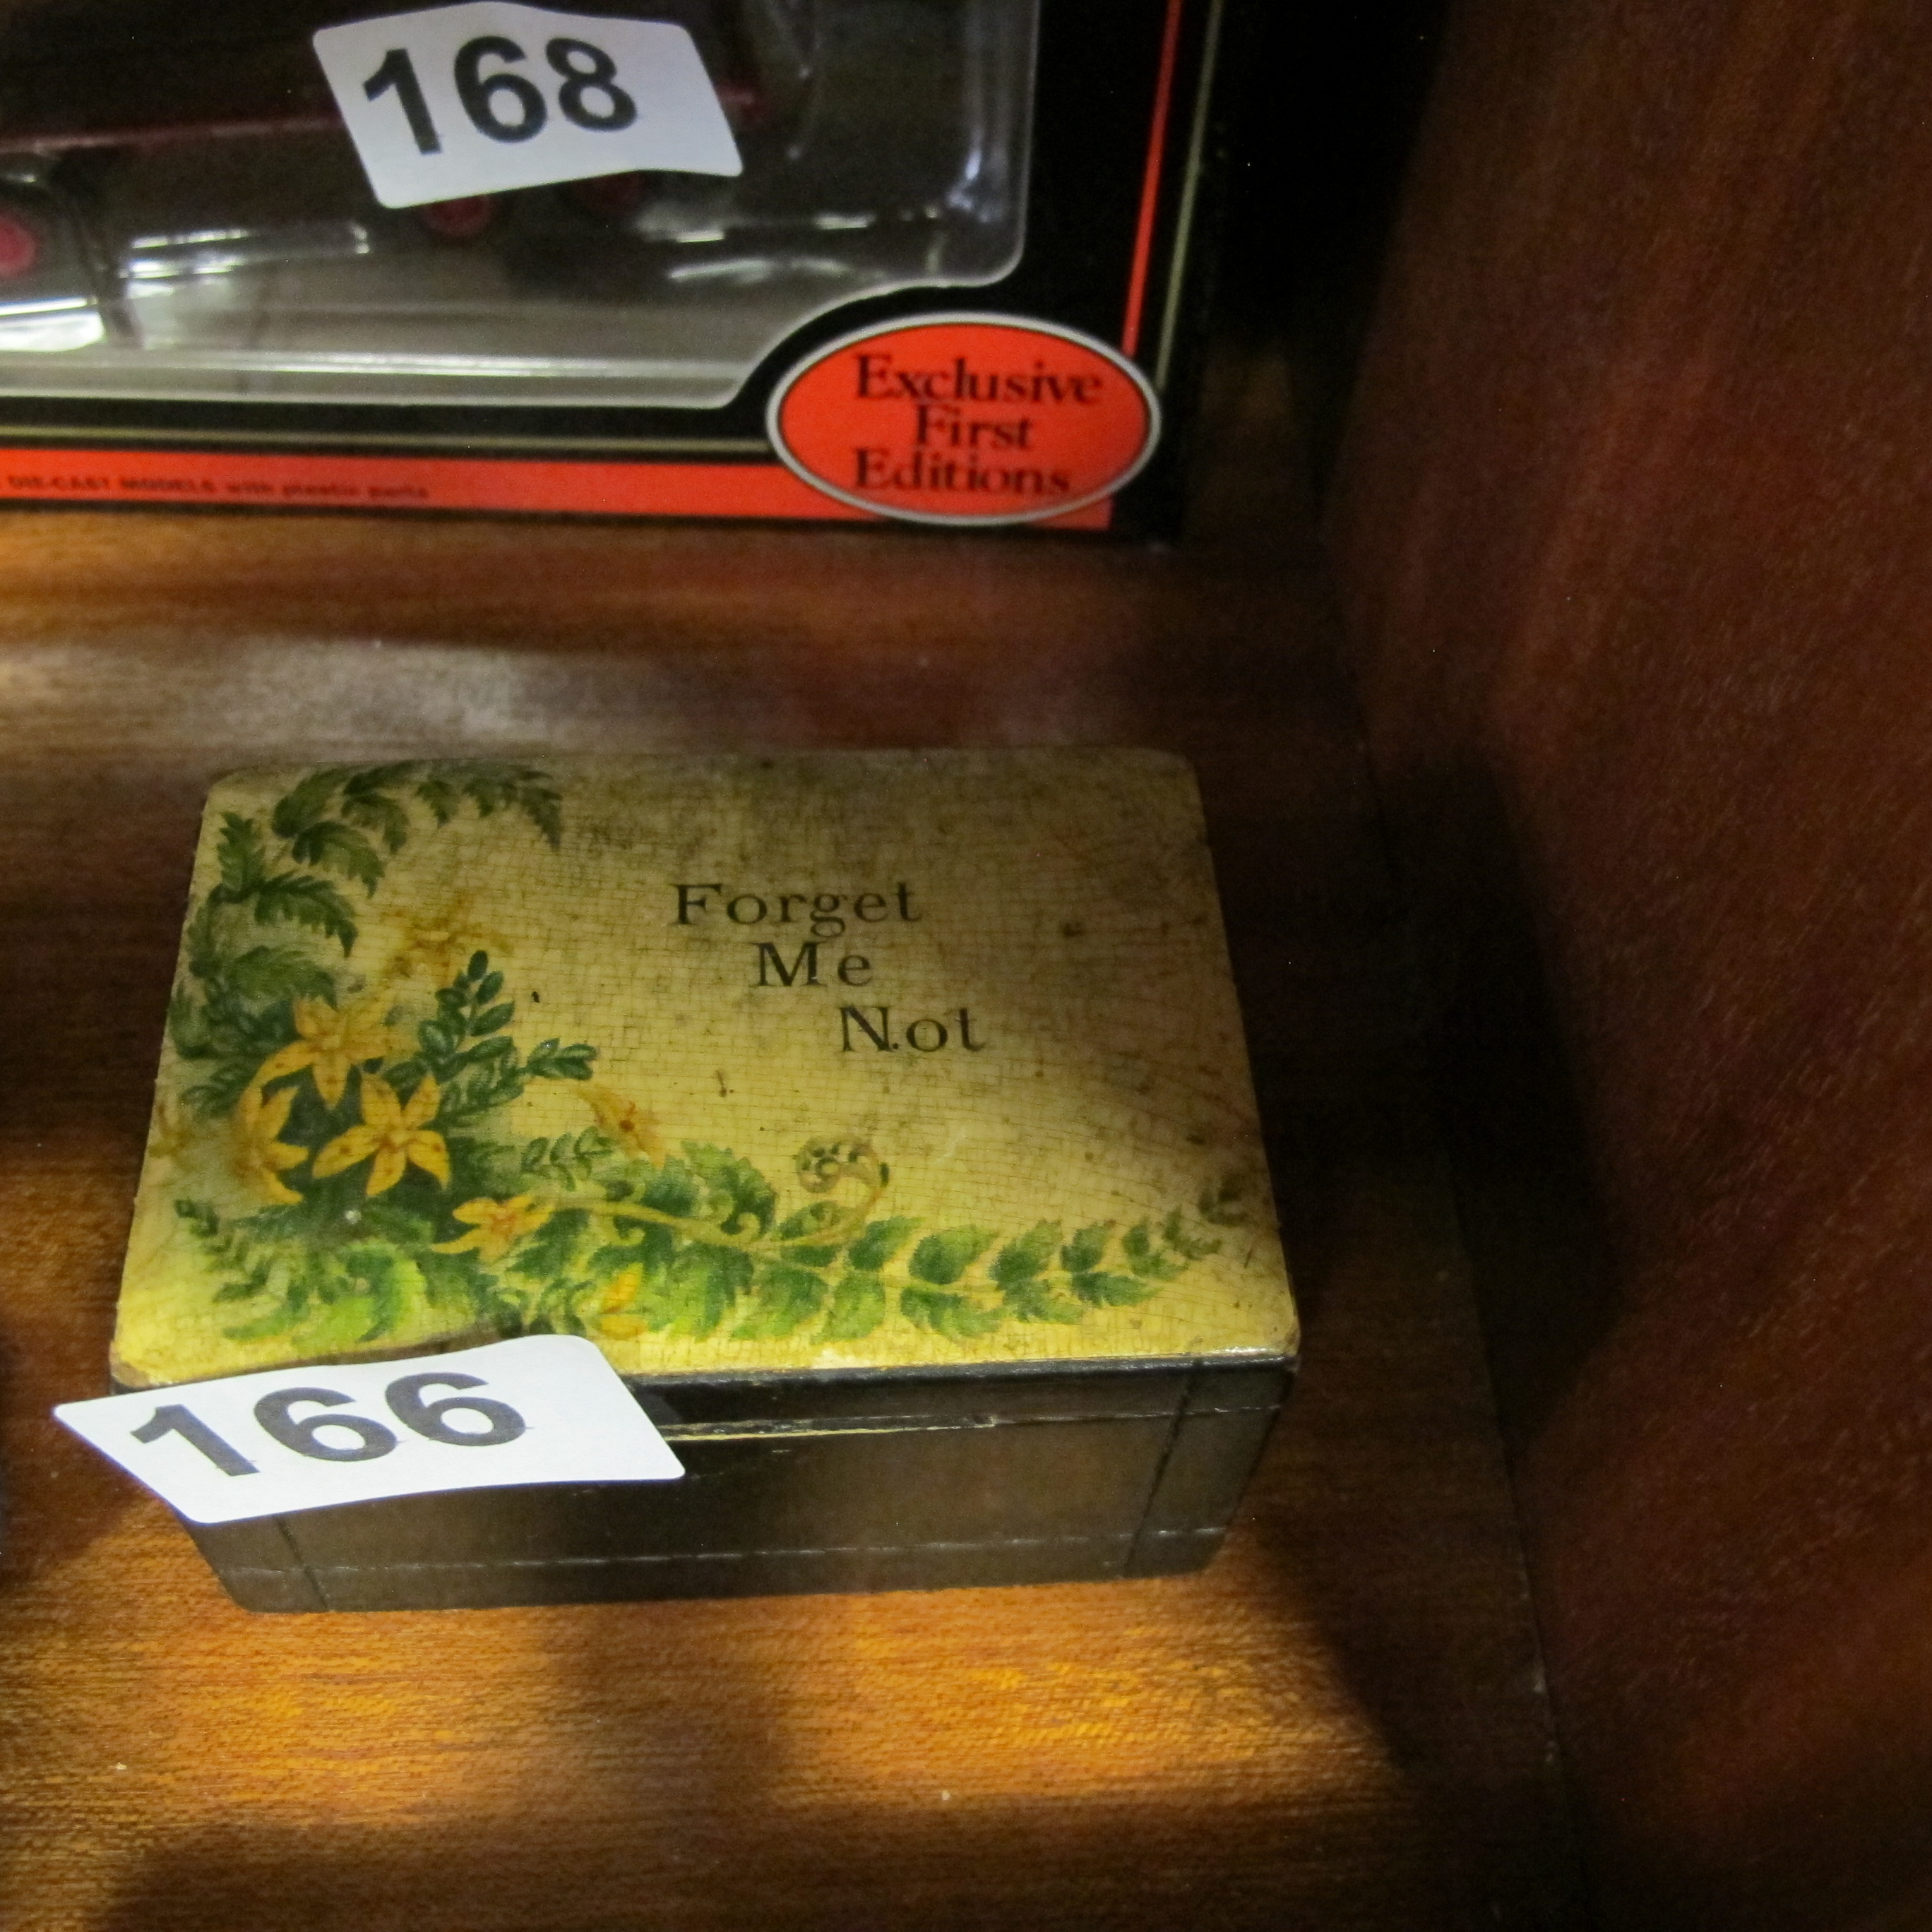 168
Exclusive
First
Editions
DIE-CAST MODELS with plastic parts
Forget
Me
Not
166